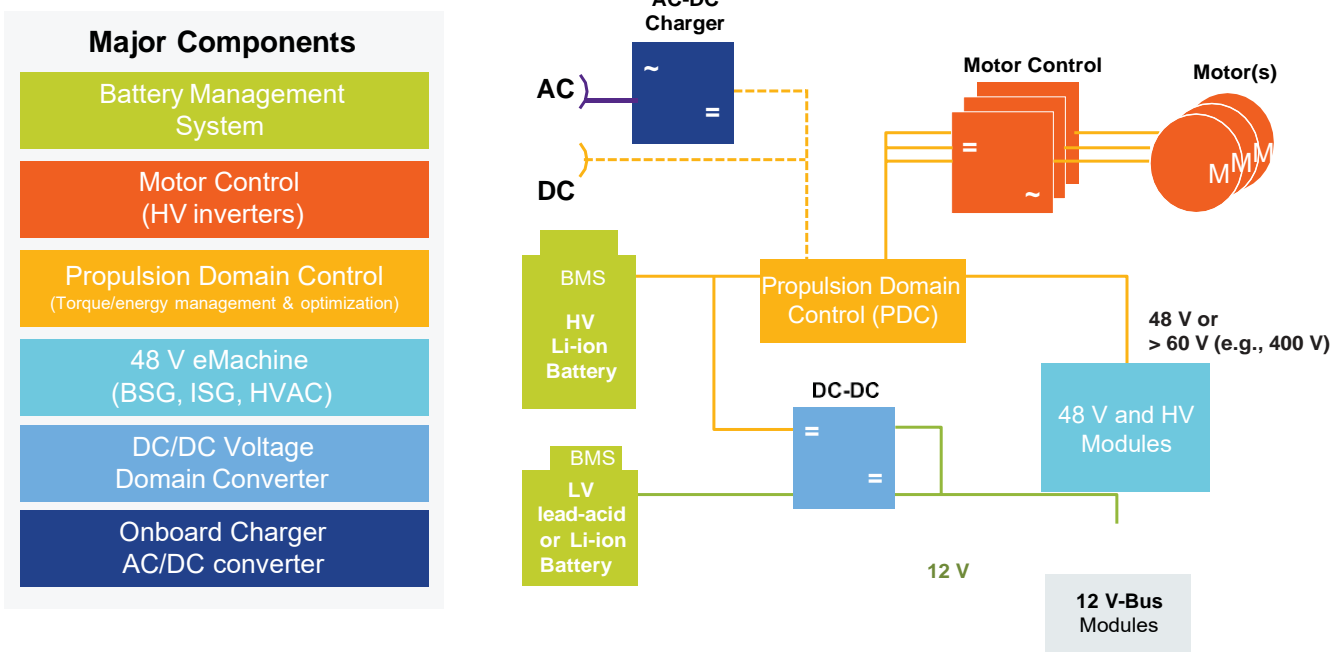 Major Components
Battery Management
System
Motor Control
(HV inverters)
Propulsion Domain Control
(Torque/energy management & optimization)
48 V eMachine
(BSG, ISG, HVAC)
DC/DC Voltage
Domain Converter
Onboard Charger
AC/DC converter
AC-DC
Charger
AC
~
=
DC
Motor Control
=
~
Motor(s)
M
M
M
BMS
HV
Li-ion
Battery
Propulsion Domain
Control (PDC)
48 V or
> 60 V (e.g., 400 V)
DC-DC
=
=
48 V and HV
Modules
BMS
LV
lead-acid
or Li-ion
Battery
12 V
12 V-Bus
Modules